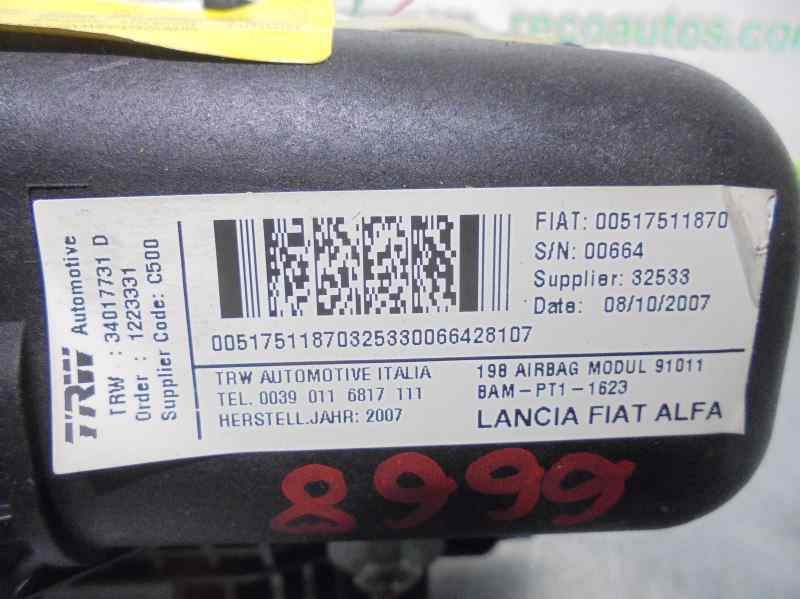 recoautos.com
TRW Automotive
TRW : 34017731 D
Order : 1223331
Supplier Code: C500
FIAT: 00517511870
S/N: 00664
Supplier: 32533
Date: 08/10/2007
00517511870325330066428107
TRW AUTOMOTIVE ITALIA
TEL. 0039 011 6817 111
HERSTELL.JAHR: 2007
198 AIRBAG MODUL 91011
BAM-PT1-1623
LANCIA FIAT ALFA
8999